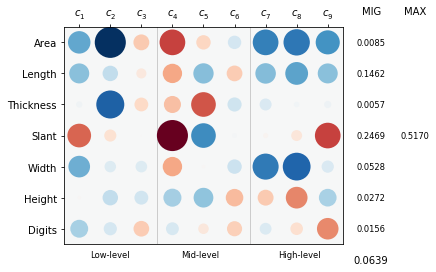 c1 c2 c3 c4 c5 c6 c7 c8 c9 MIG MAX
Area 0.0085
Length 0.1462
Thickness 0.0057
Slant 0.2469 0.5170
Width 0.0528
Height 0.0272
Digits 0.0156
Low-level Mid-level High-level 0.0639